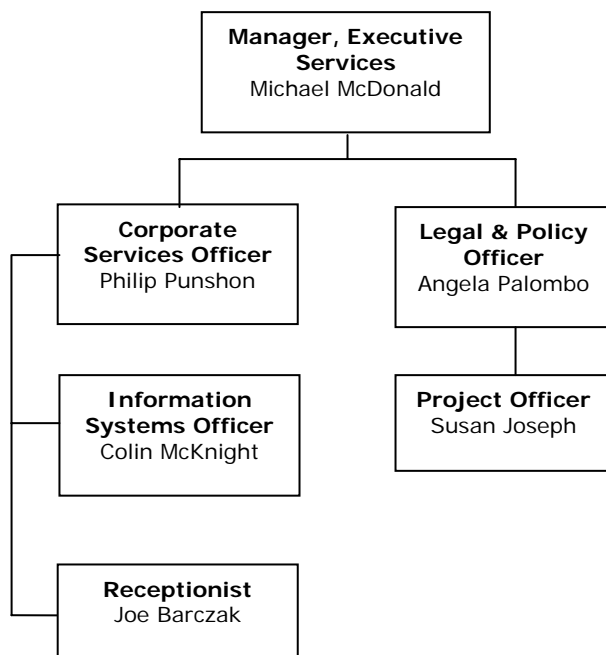 Manager, Executive
Services
Michael McDonald
Corporate
Services Officer
Philip Punshon
Legal & Policy
Officer
Angela Palombo
Information
Systems Officer
Colin McKnight
Project Officer
Susan Joseph
Receptionist
Joe Barczak